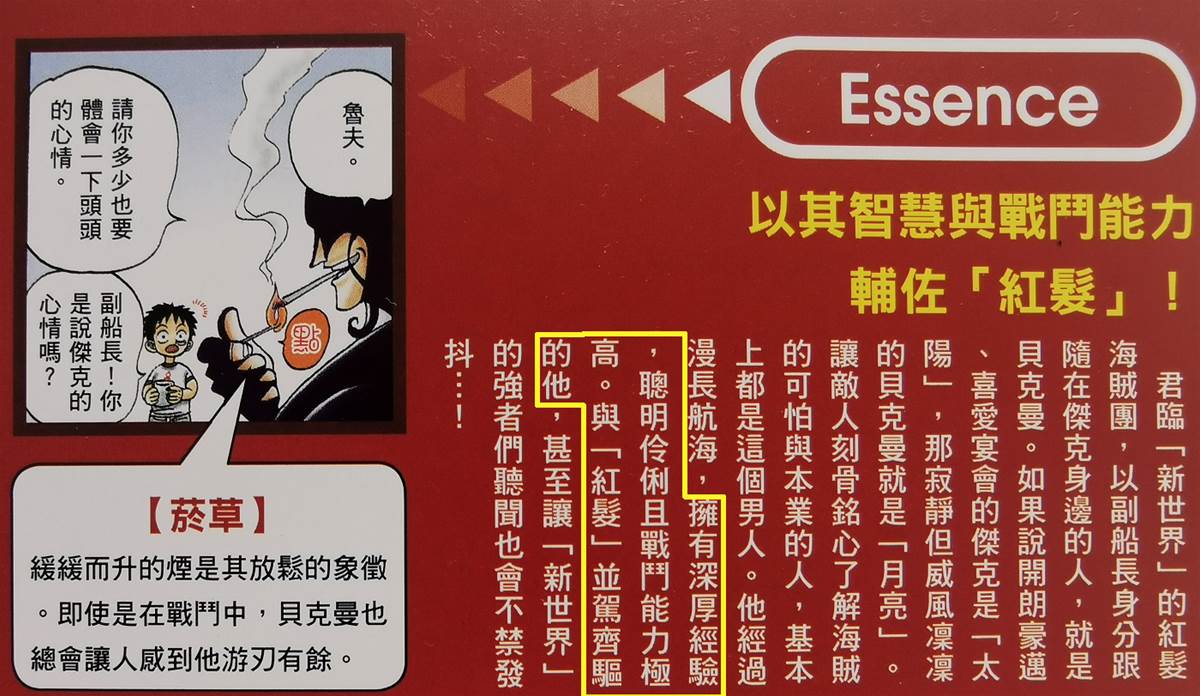 Essence
以其智慧與戰鬥能力
輔佐「紅髮」！
君臨「新世界」的紅髮
海賊團，以副船長身分跟
隨在傑克身邊的人，就是
貝克曼。如果說開朗豪邁
、喜愛宴會的傑克是「太
陽」，那寂靜但威風凜凜
的貝克曼就是「月亮」。
讓敵人刻骨銘心了解海賊
的可怕與本業的人，基本
上都是這個男人。他經過
漫長航海，擁有深厚經驗
，聰明伶俐且戰鬥能力極
高。與「紅髮」並駕齊驅
的他，甚至讓「新世界」
的強者們聽聞也會不禁發
抖…！
魯夫。
請你多少也要
體會一下頭頭
的心情。
點
副船長！你
是說傑克的
心情嗎？
【菸草】
緩緩而升的煙是其放鬆的象徵
。即使是在戰鬥中，貝克曼也
總會讓人感到他游刃有餘。